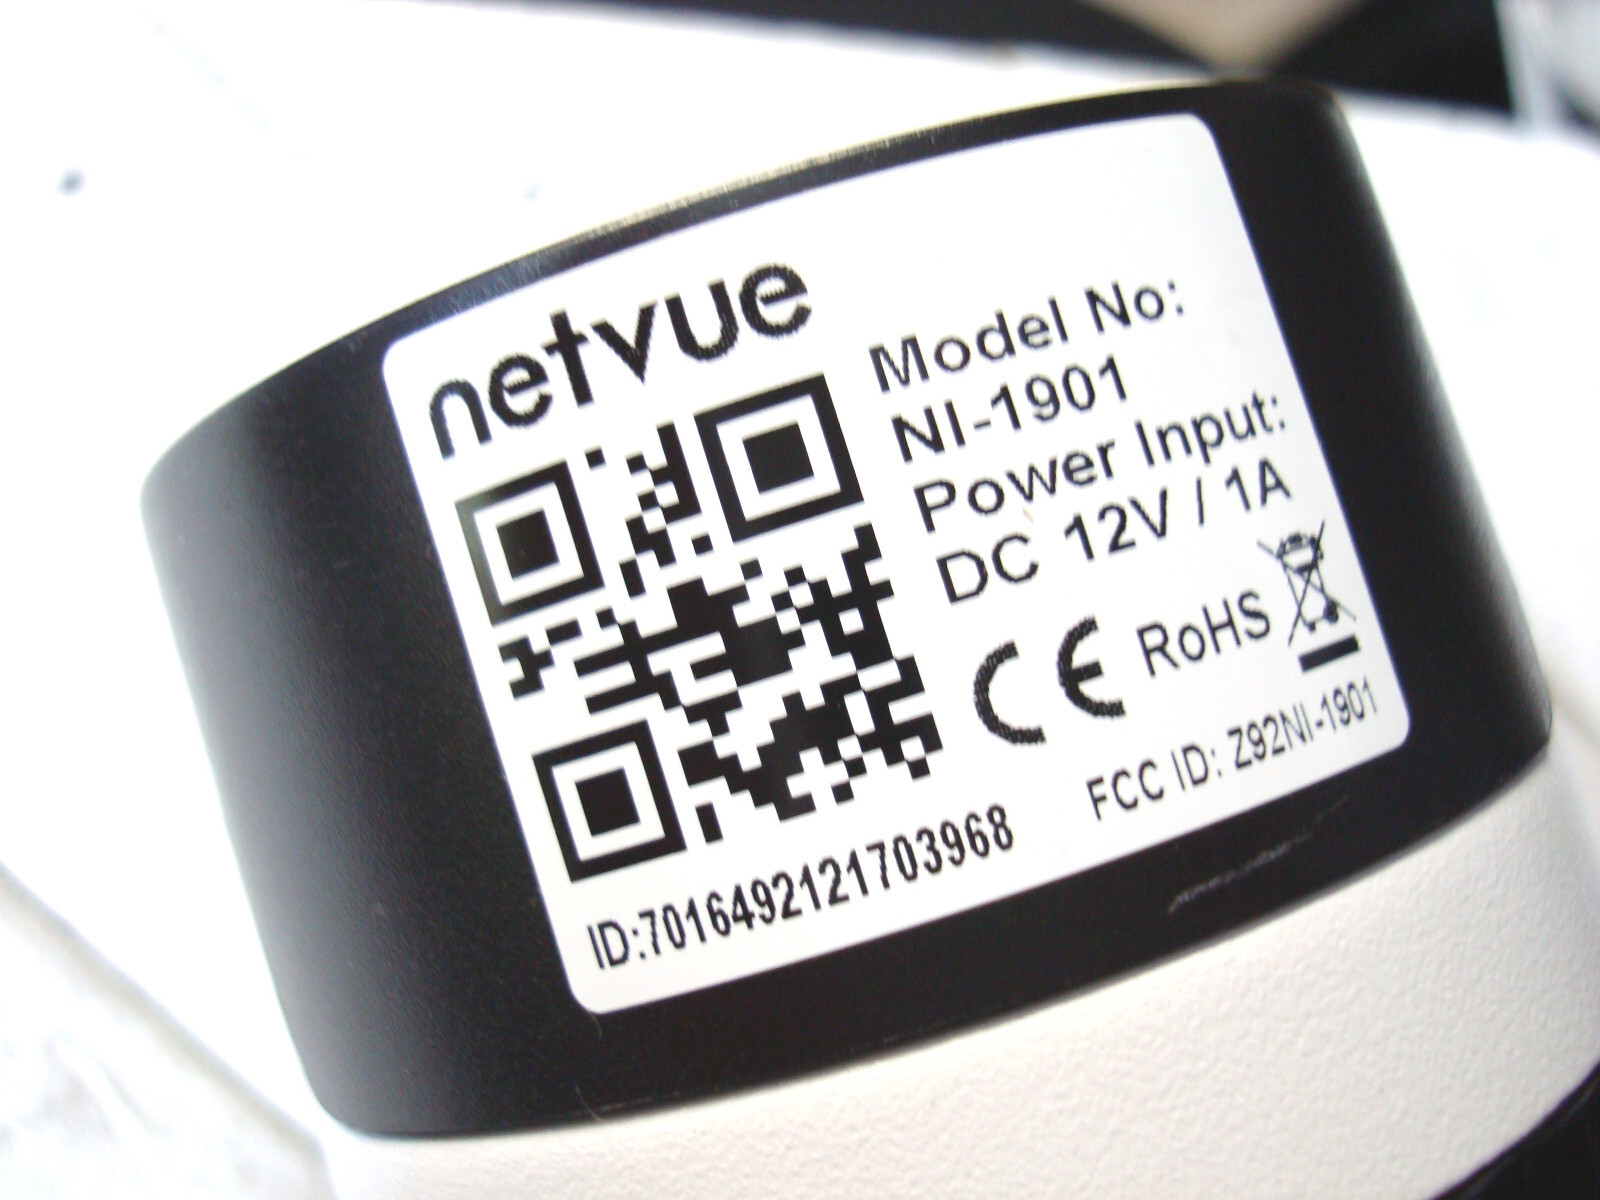 netvue
Model No:
NI-1901
Power Input:
DC 12V / 1A
CE RoHS
FCC ID: Z92NI-1901
ID:7016492121703968